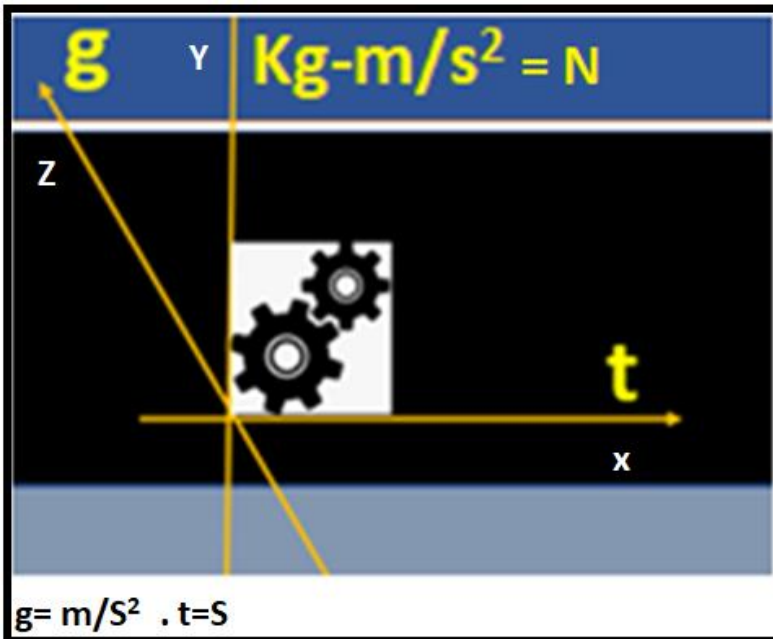 g Y Kg-m/s² = N
Z
t
x
g= m/S² . t=S